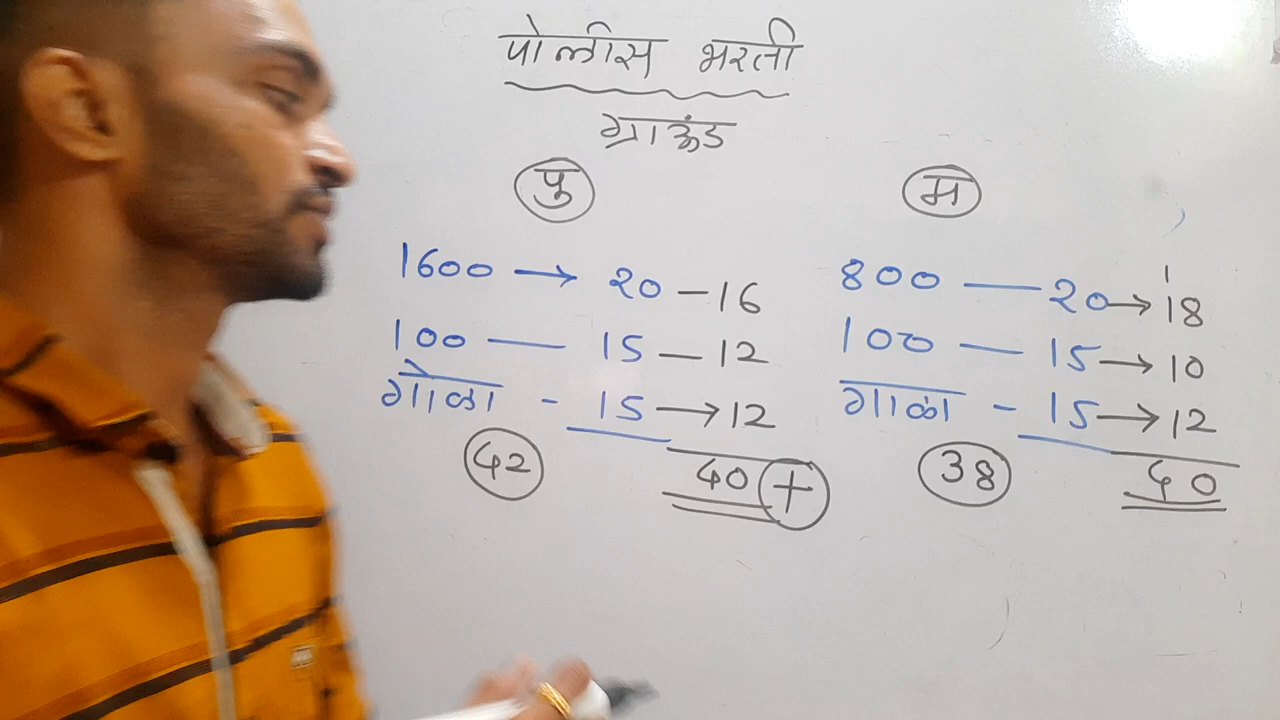 पोलीस भरती
ग्राऊंड
पु
1600 → 20 – 16
100 — 15 – 12
गोळा - 15 → 12
42
40 +
म
800 — 20 → 18
100 — 15 → 10
गाळा - 15 → 12
38
40